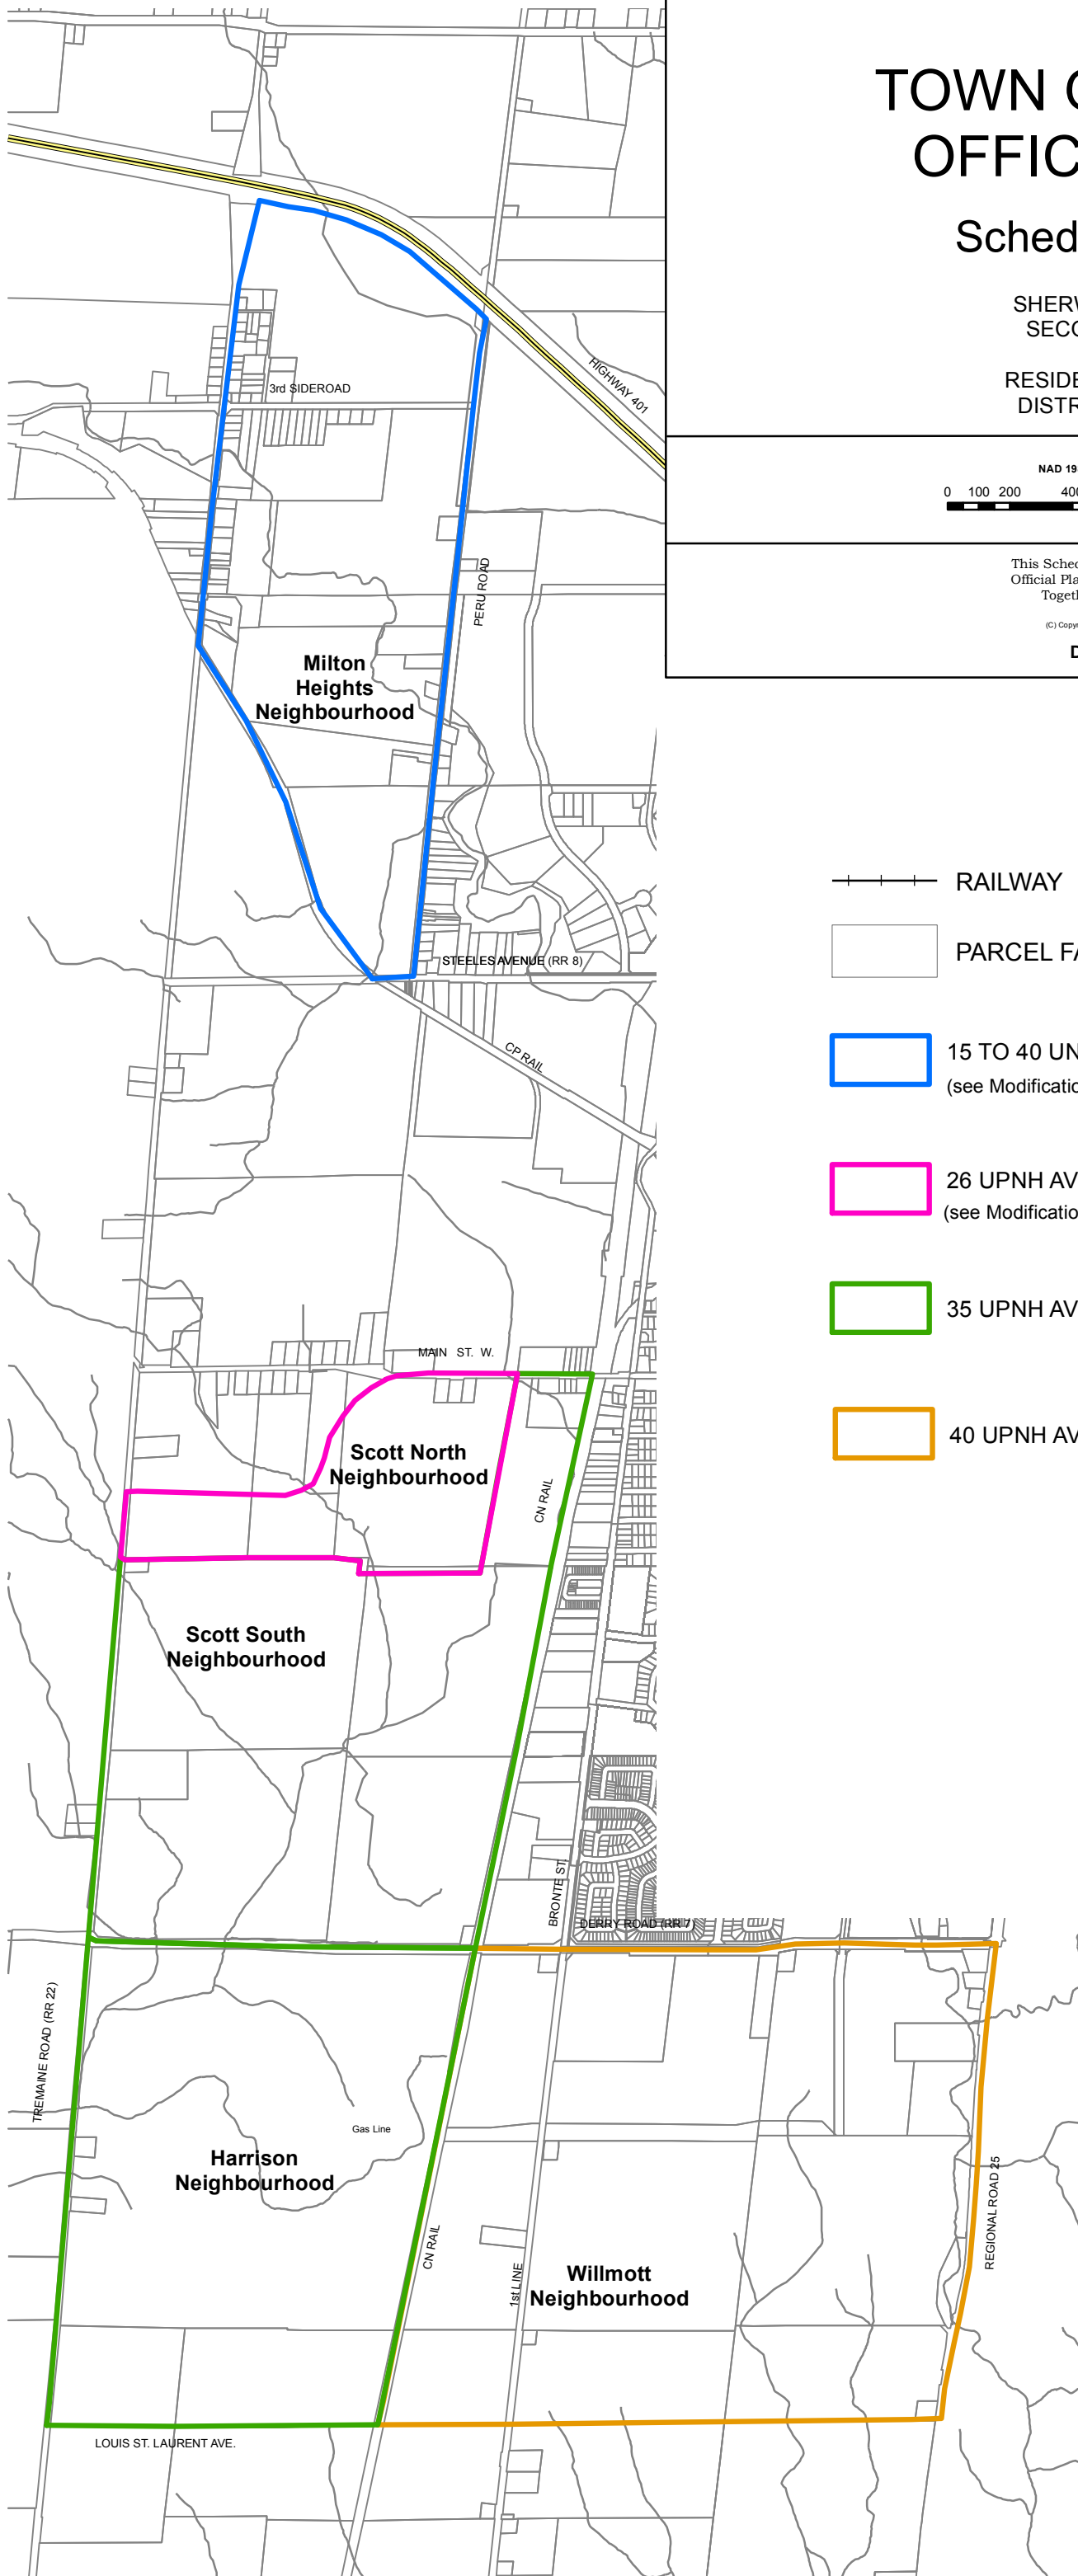 TOWN
OFFIC
Sched
SHERW
SECO
RESIDE
DISTR
NAD 19
0 100 200 400
This Sched
Official Pla
Togeth
(C) Copyr
D
HIGHWAY 401
3rd SIDEROAD
PERU ROAD
Milton
Heights
Neighbourhood
STEELES AVENUE (RR 8)
CP RAIL
RAILWAY
PARCEL FA
15 TO 40 UN
(see Modificatio
26 UPNH AV
(see Modificatio
35 UPNH AV
40 UPNH AV
MAIN ST. W.
Scott North
Neighbourhood
CN RAIL
Scott South
Neighbourhood
BRONTE ST.
DERRY ROAD (RR 7)
TREMAINE ROAD (RR 22)
Gas Line
Harrison
Neighbourhood
CN RAIL
1st LINE
Willmott
Neighbourhood
REGIONAL ROAD 25
LOUIS ST. LAURENT AVE.